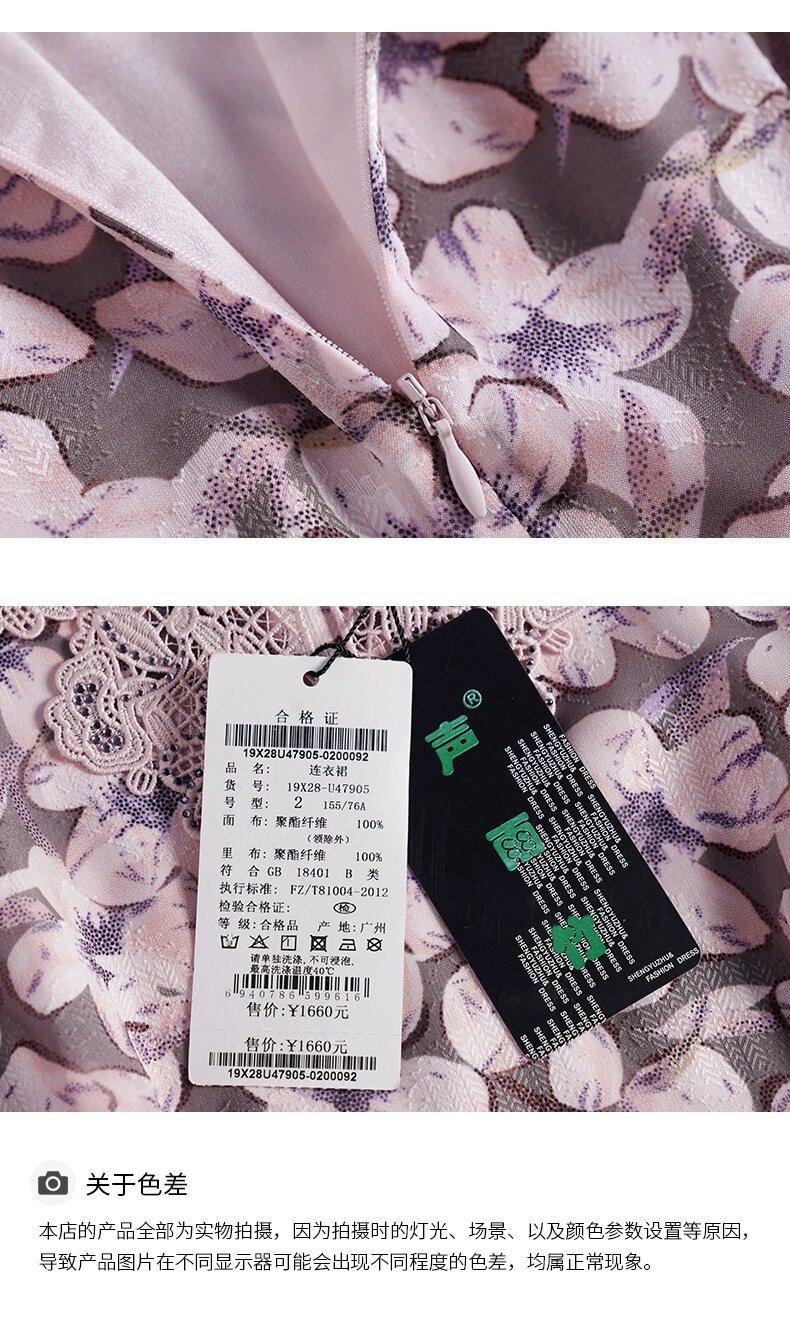 合格证
19X28U47905-0200092
品 名: 连衣裙
货 号: 19X28-U47905
号 型: 2 155/76A
面 布: 聚酯纤维 100%
(领除外)
里 布: 聚酯纤维 100%
符 合 GB 18401 B 类
执行标准: FZ/T81004-2012
检验合格证: 检
等 级:合格品 产 地:广州
请单独洗涤,不可浸泡,
最高洗涤温度40℃
6 940786 599616
售价:¥1660元
售价:¥1660元
19X28U47905-0200092
声®
雨
竹
SHENGYUZHU&
FASHION DRESS
关于色差
本店的产品全部为实物拍摄，因为拍摄时的灯光、场景、以及颜色参数设置等原因，
导致产品图片在不同显示器可能会出现不同程度的色差，均属正常现象。